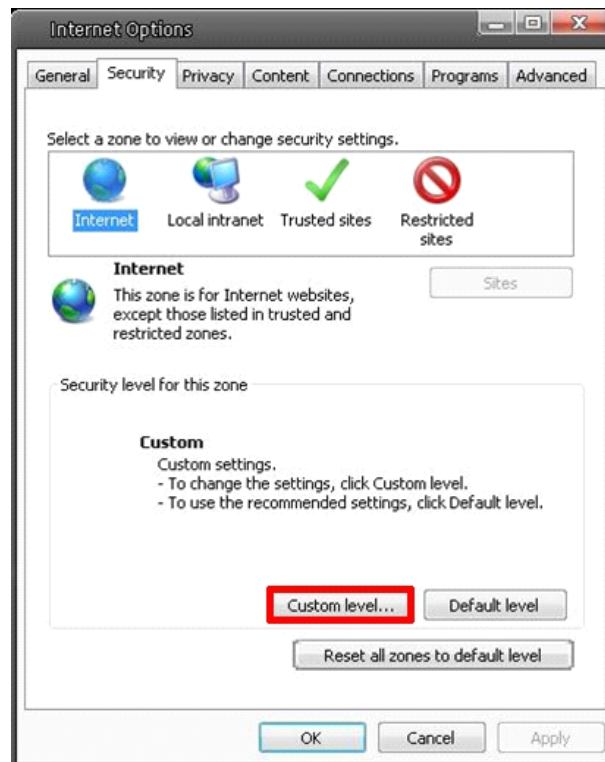 Internet Options
General Security Privacy Content Connections Programs Advanced
Select a zone to view or change security settings.
Internet Local intranet Trusted sites Restricted sites
Internet
This zone is for Internet websites,
except those listed in trusted and
restricted zones.
Sites
Security level for this zone
Custom
Custom settings.
- To change the settings, click Custom level.
- To use the recommended settings, click Default level.
Custom level... Default level
Reset all zones to default level
OK Cancel Apply